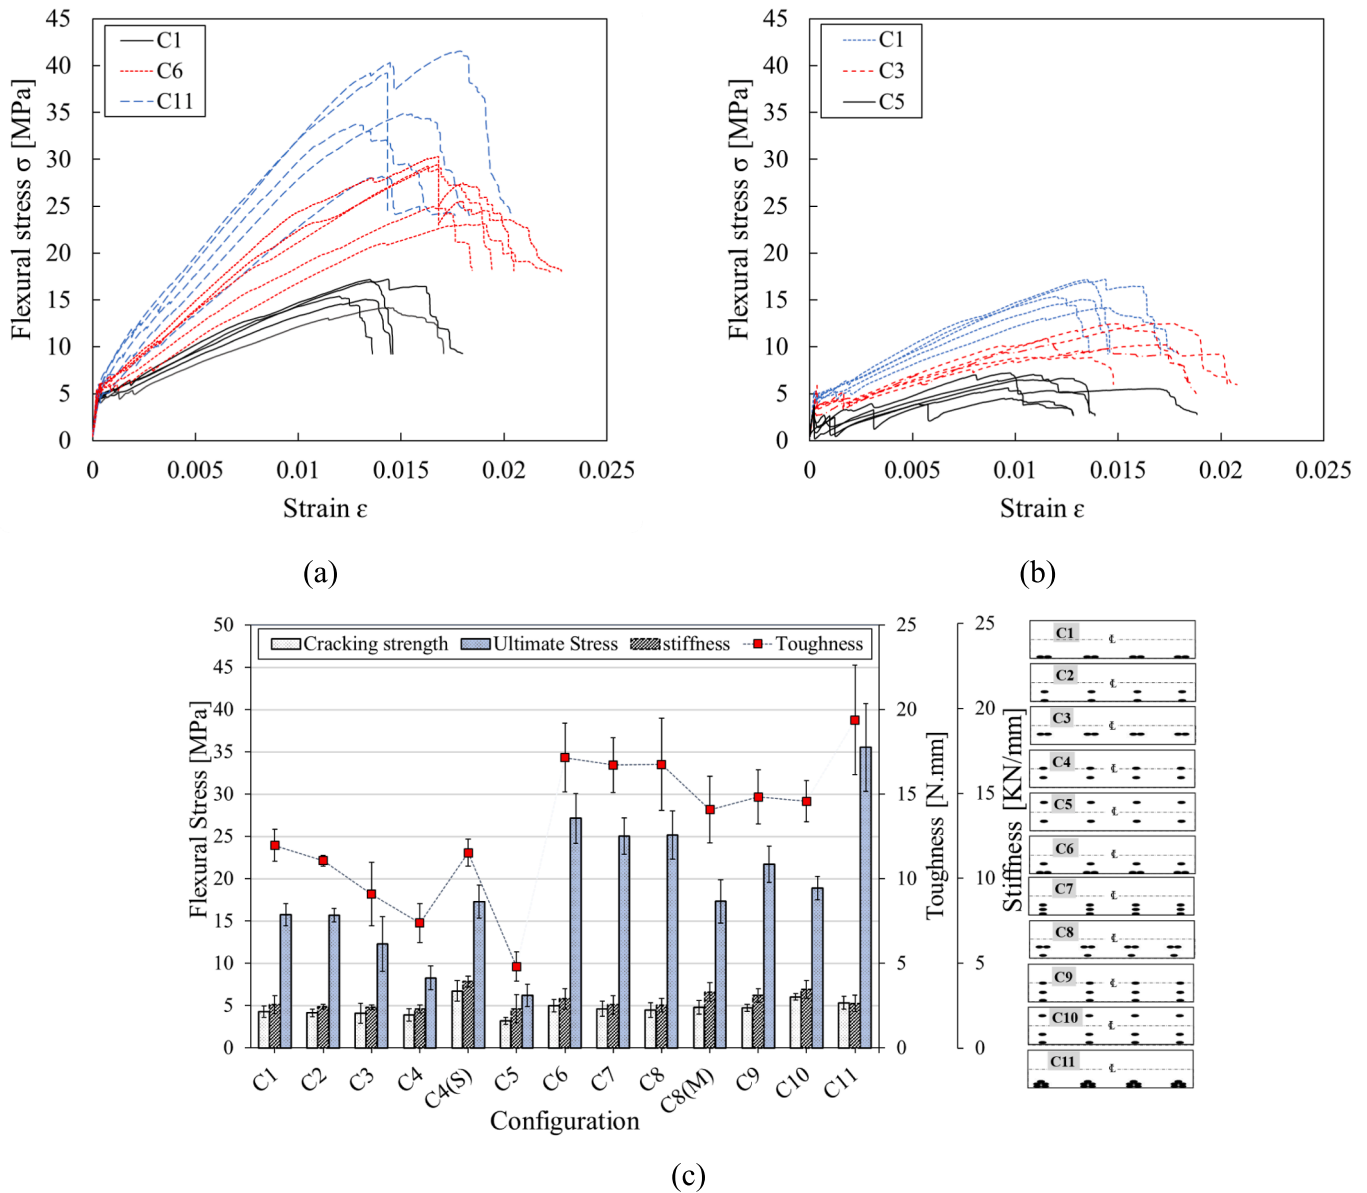 45
40
35
30
25
20
15
10
5
0
Flexural stress σ [MPa]
C1
C6
C11
0 0.005 0.01 0.015 0.02 0.025
Strain ε
(a)
45
40
35
30
25
20
15
10
5
0
Flexural stress σ [MPa]
C1
C3
C5
0 0.005 0.01 0.015 0.02 0.025
Strain ε
(b)
Cracking strength Ultimate Stress stiffness Toughness
50
45
40
35
30
25
20
15
10
5
0
Flexural Stress [MPa]
25
20
15
10
5
0
Toughness [N.mm]
25
20
15
10
5
0
Stiffness [KN/mm]
C1 C2 C3 C4 C4(S) C5 C6 C7 C8 C8(M) C9 C10 C11
Configuration
C1 ℄
C2 ℄
C3 ℄
C4 ℄
C5 ℄
C6 ℄
C7 ℄
C8 ℄
C9 ℄
C10 ℄
C11 ℄
(c)